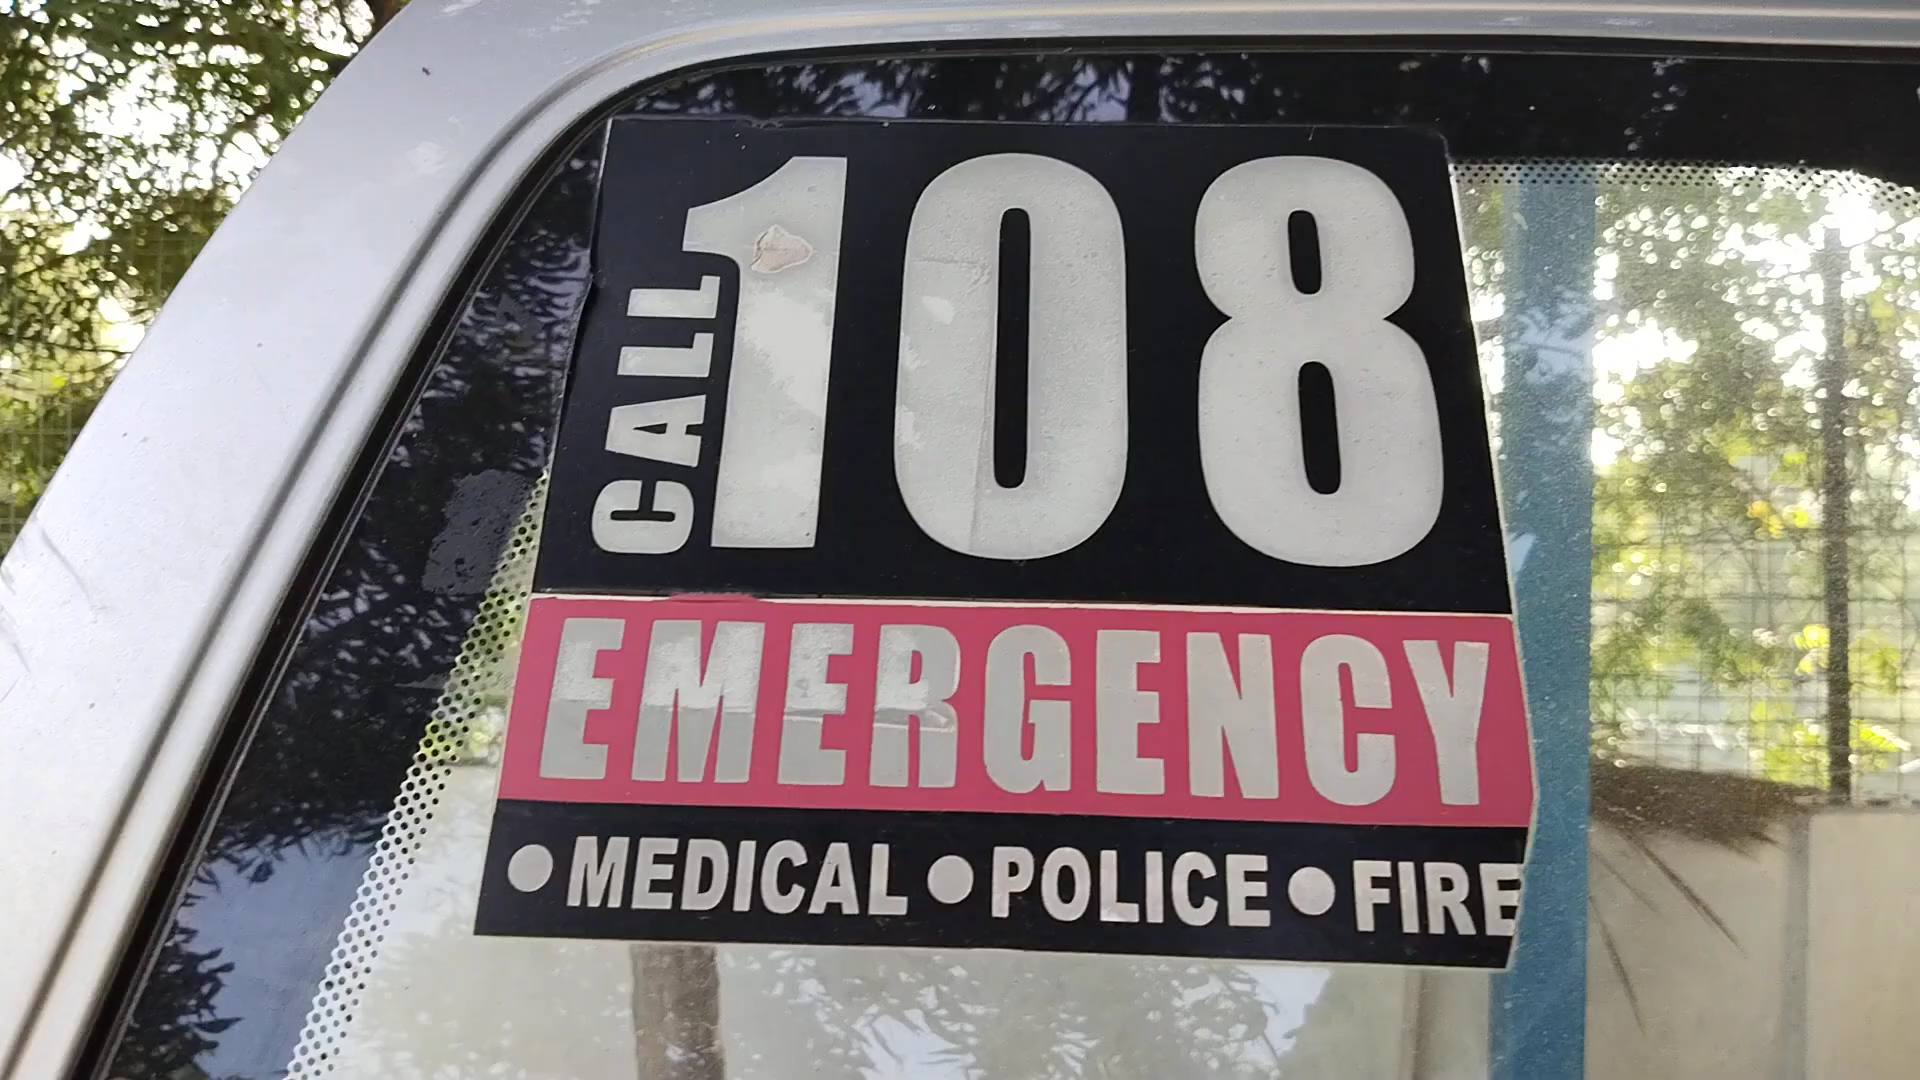 CALL 108
EMERGENCY
• MEDICAL • POLICE • FIRE